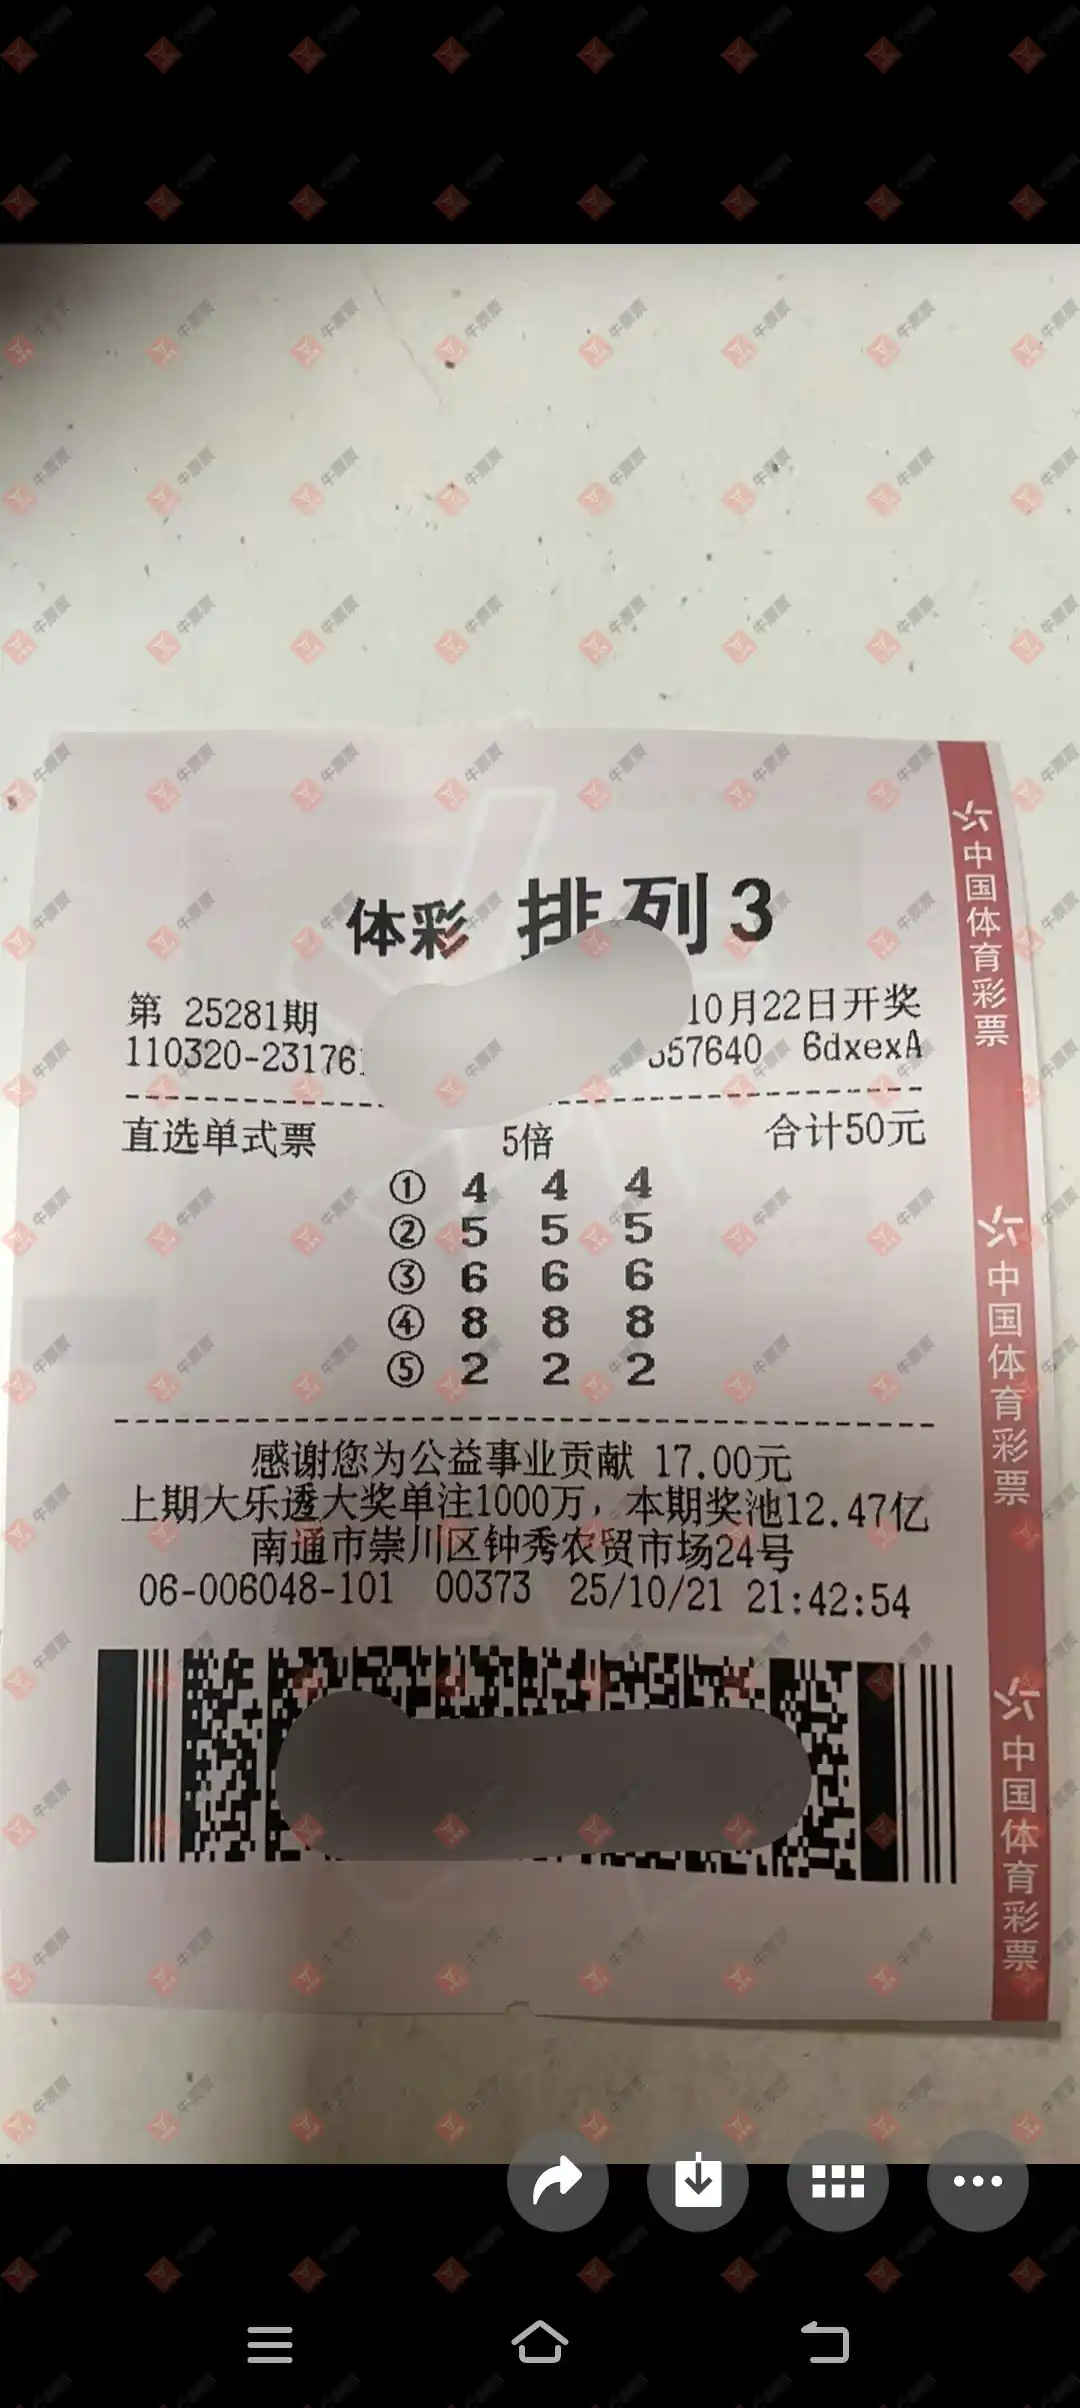 体彩 排列3
第 25281期 10月22日开奖
110320-23176 57640 6dxexA
直选单式票 5倍 合计50元
① 4 4 4
② 5 5 5
③ 6 6 6
④ 8 8 8
⑤ 2 2 2
感谢您为公益事业贡献 17.00元
上期大乐透大奖单注1000万，本期奖池12.47亿
南通市崇川区钟秀农贸市场24号
06-006048-101 00373 25/10/21 21:42:54
中国体育彩票
中国体育彩票
中国体育彩票
牛票票